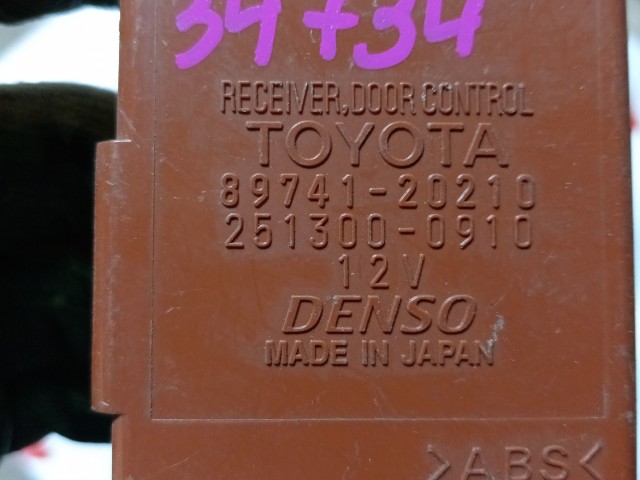 34734
RECEIVER, DOOR CONTROL
TOYOTA
89741-20210
251300-0910
12V
DENSO
MADE IN JAPAN
>ABS<